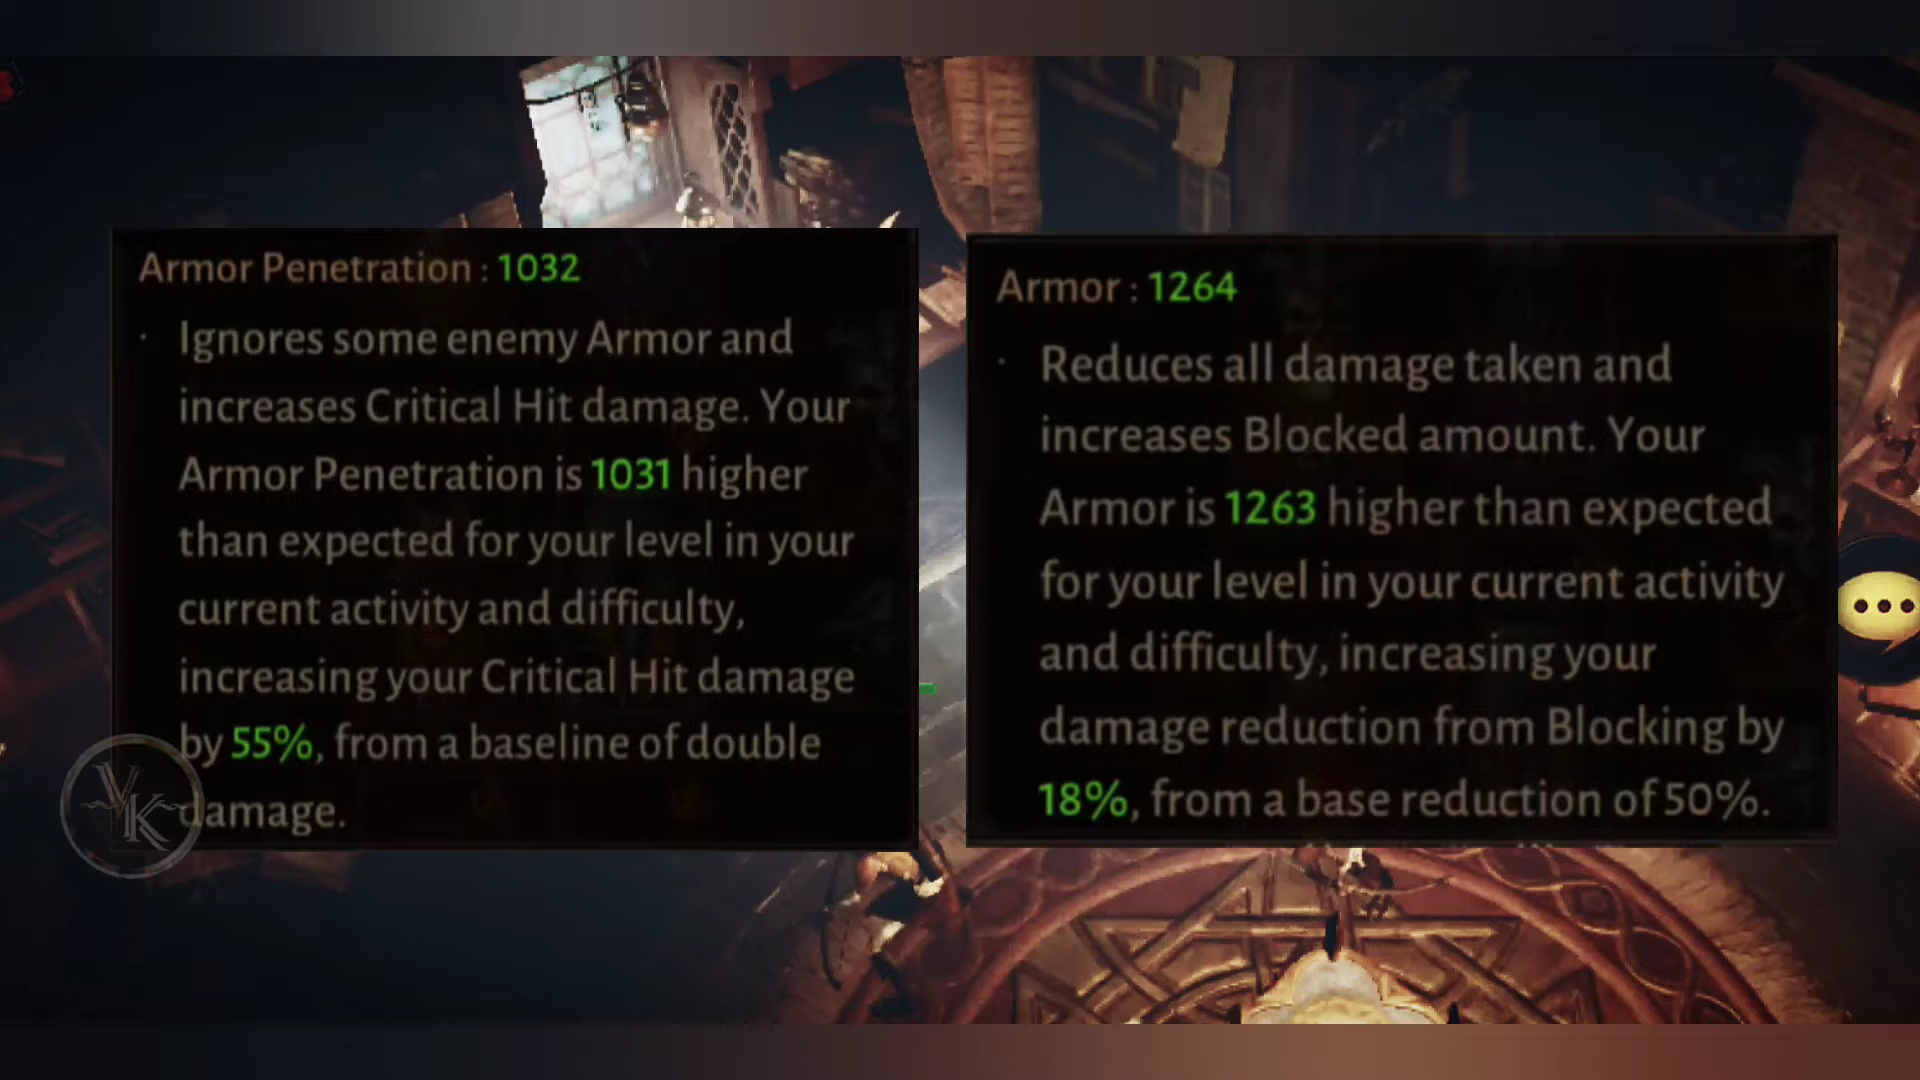 Armor Penetration : 1032
· Ignores some enemy Armor and
increases Critical Hit damage. Your
Armor Penetration is 1031 higher
than expected for your level in your
current activity and difficulty,
increasing your Critical Hit damage
by 55%, from a baseline of double
damage.
VK
Armor : 1264
· Reduces all damage taken and
increases Blocked amount. Your
Armor is 1263 higher than expected
for your level in your current activity
and difficulty, increasing your
damage reduction from Blocking by
18%, from a base reduction of 50%.